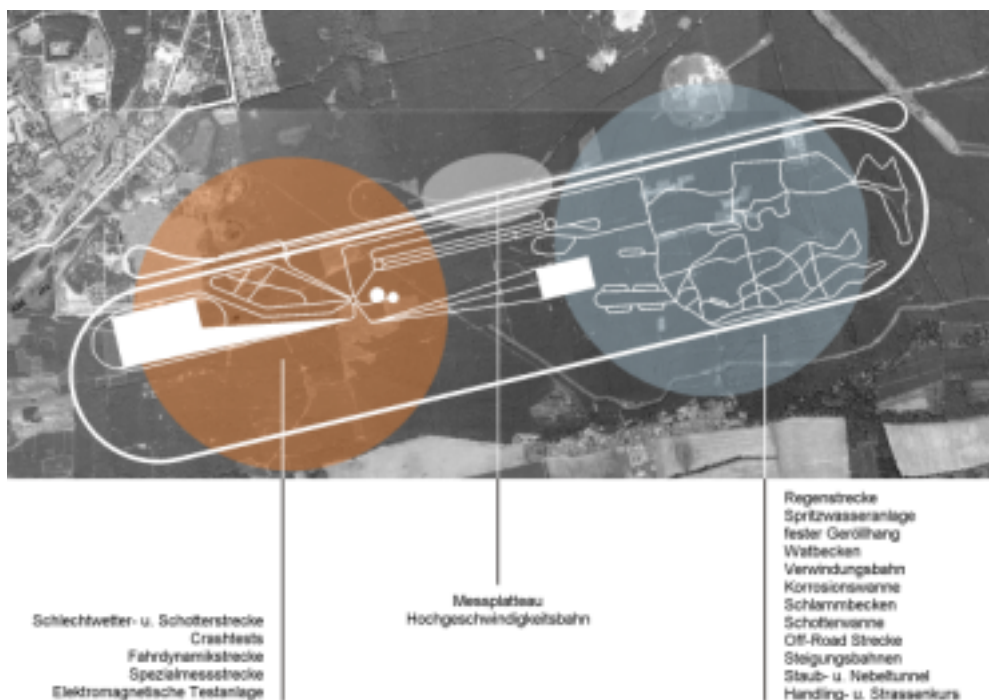 Schlechtwetter- u. Schotterstrecke
Crashtests
Fahrdynamikstrecke
Spezialmessstrecke
Elektromagnetische Testanlage
Messplatteau
Hochgeschwindigkeitsbahn
Regenstrecke
Spritzwasseranlage
fester Geröllhang
Watbecken
Verwindungsbahn
Korrosionswanne
Schlammbecken
Schotterwanne
Off-Road Strecke
Steigungsbahnen
Staub- u. Nebeltunnel
Handling- u. Strassenkurs